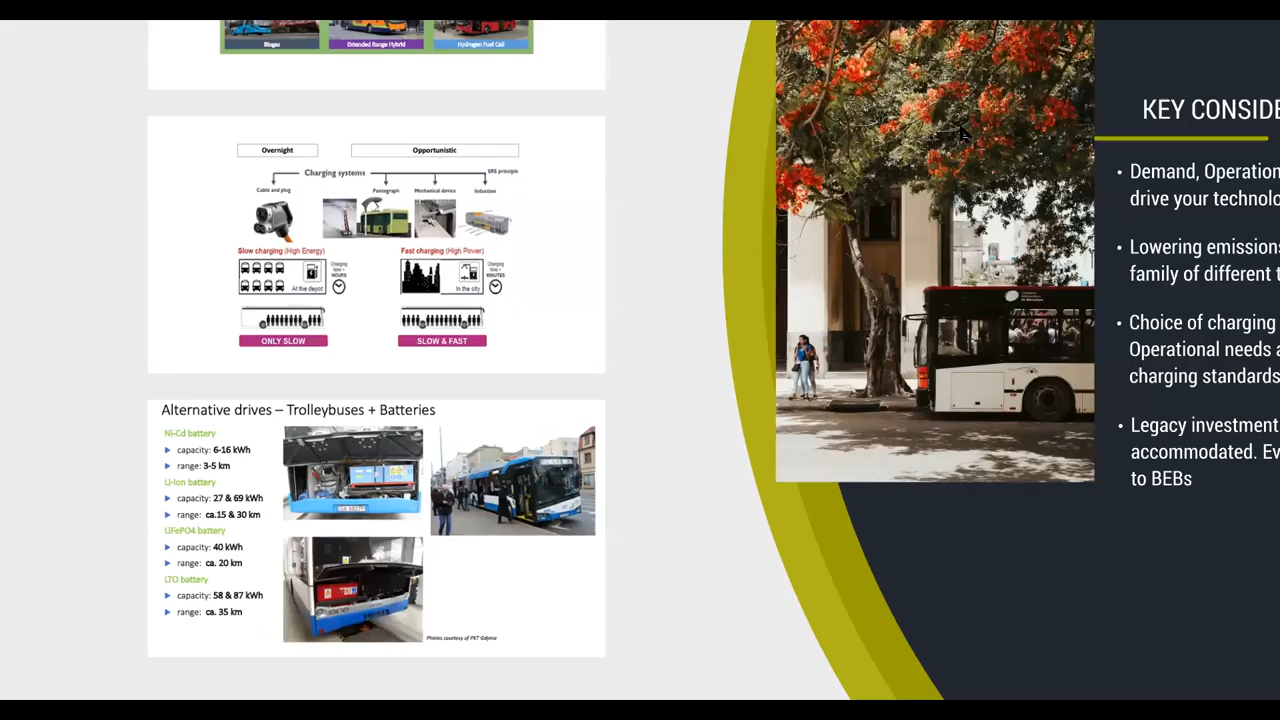 Biogas
Extended Range Hybrid
Hydrogen Fuel Cell
Overnight
Opportunistic
Charging systems
SRS principle
Cable and plug
Pantograph
Mechanical device
Induction
Slow charging (High Energy)
Charging time = HOURS
At the depot
Fast charging (High Power)
Charging time = MINUTES
In the city
ONLY SLOW
SLOW & FAST
Alternative drives – Trolleybuses + Batteries
Ni-Cd battery
capacity: 6-16 kWh
range: 3-5 km
Li-Ion battery
capacity: 27 & 69 kWh
range: ca.15 & 30 km
LiFePO4 battery
capacity: 40 kWh
range: ca. 20 km
LTO battery
capacity: 58 & 87 kWh
range: ca. 35 km
Photos courtesy of PKT Gdynia
KEY CONSIDE
• Demand, Operation
drive your technolo
• Lowering emissions
family of different t
• Choice of charging
Operational needs a
charging standards
• Legacy investment
accommodated. Ev
to BEBs